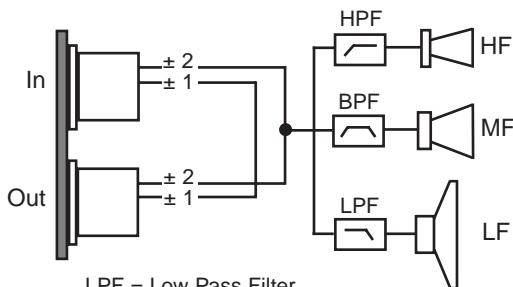 HPF
HF
In
± 2
± 1
BPF
MF
Out
± 2
± 1
LPF
LF
LPF = Low Pass Filter